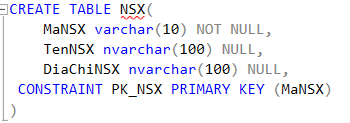 CREATE TABLE NSX(
MaNSX varchar(10) NOT NULL,
TenNSX nvarchar(100) NULL,
DiaChiNSX nvarchar(100) NULL,
CONSTRAINT PK_NSX PRIMARY KEY (MaNSX)
)